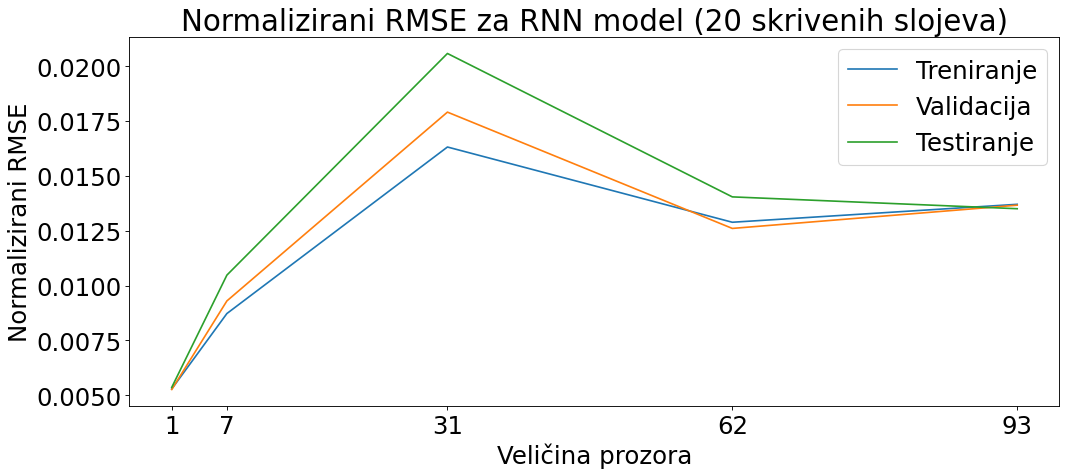 Normalizirani RMSE za RNN model (20 skrivenih slojeva)
Normalizirani RMSE
0.0200
0.0175
0.0150
0.0125
0.0100
0.0075
0.0050
Treniranje
Validacija
Testiranje
1 7 31 62 93
Veličina prozora